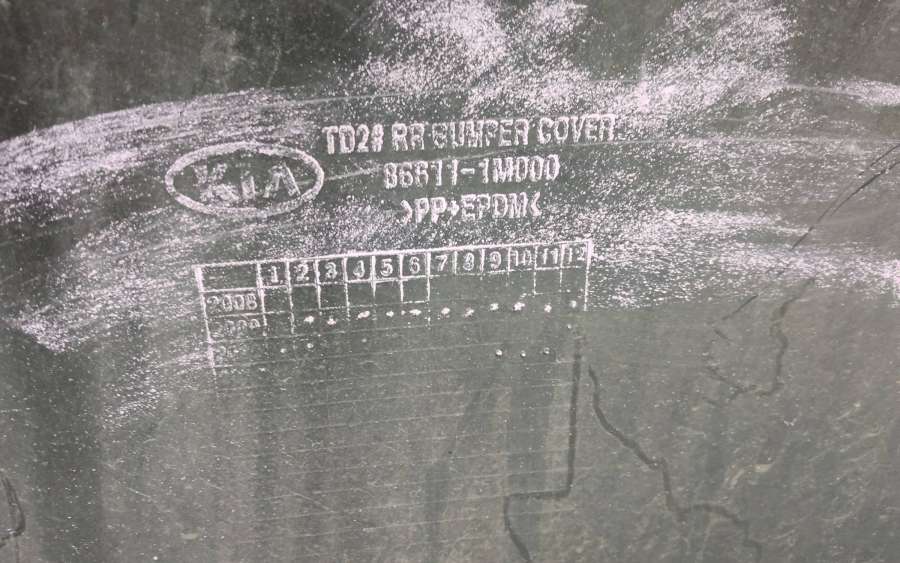 TD2# RR BUMPER COVER
KIA
86611-1M000
>PP+EPDM<
1 2 3 4 5 6 7 8 9 10 11 12
2008